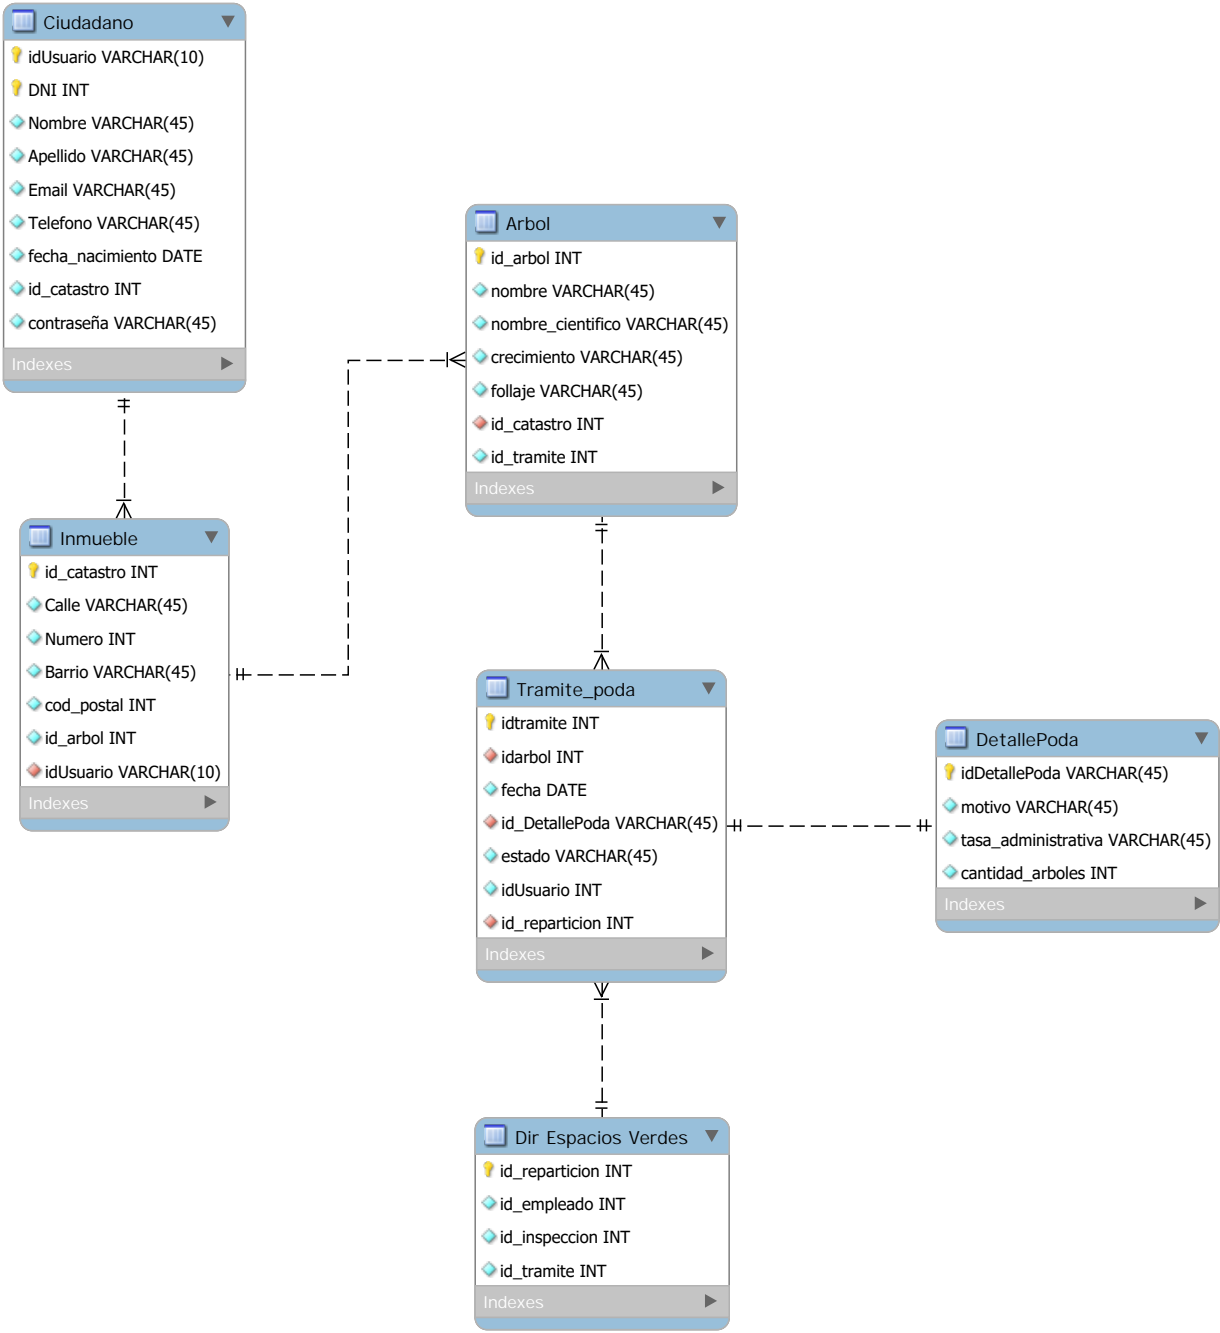 Ciudadano
idUsuario VARCHAR(10)
DNI INT
Nombre VARCHAR(45)
Apellido VARCHAR(45)
Email VARCHAR(45)
Telefono VARCHAR(45)
fecha_nacimiento DATE
id_catastro INT
contraseña VARCHAR(45)
Indexes
Arbol
id_arbol INT
nombre VARCHAR(45)
nombre_cientifico VARCHAR(45)
crecimiento VARCHAR(45)
follaje VARCHAR(45)
id_catastro INT
id_tramite INT
Indexes
Inmueble
id_catastro INT
Calle VARCHAR(45)
Numero INT
Barrio VARCHAR(45)
cod_postal INT
id_arbol INT
idUsuario VARCHAR(10)
Indexes
Tramite_poda
idtramite INT
idarbol INT
fecha DATE
id_DetallePoda VARCHAR(45)
estado VARCHAR(45)
idUsuario INT
id_reparticion INT
Indexes
DetallePoda
idDetallePoda VARCHAR(45)
motivo VARCHAR(45)
tasa_administrativa VARCHAR(45)
cantidad_arboles INT
Indexes
Dir Espacios Verdes
id_reparticion INT
id_empleado INT
id_inspeccion INT
id_tramite INT
Indexes